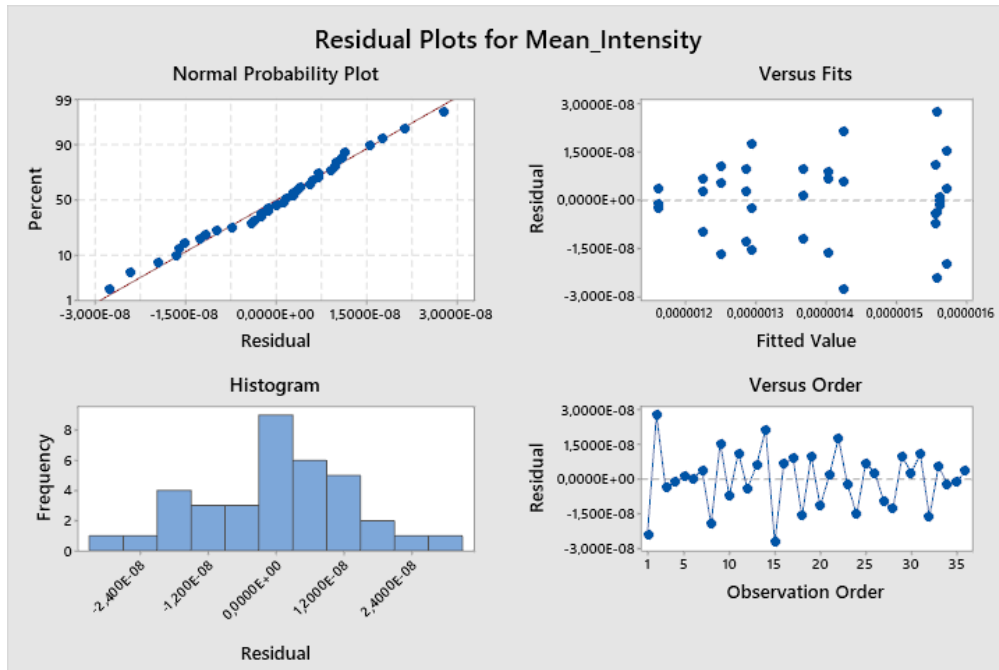 Residual Plots for Mean_Intensity
Normal Probability Plot
Percent
99
90
50
10
1
-3,000E-08 -1,500E-08 0,0000E+00 1,5000E-08 3,0000E-08
Residual
Versus Fits
Residual
3,0000E-08
1,5000E-08
0,0000E+00
-1,5000E-08
-3,000E-08
0,0000012 0,0000013 0,0000014 0,0000015 0,0000016
Fitted Value
Histogram
Frequency
8
6
4
2
0
-2,400E-08 -1,200E-08 0,0000E+00 1,2000E-08 2,4000E-08
Residual
Versus Order
Residual
3,0000E-08
1,5000E-08
0,0000E+00
-1,5000E-08
-3,000E-08
1 5 10 15 20 25 30 35
Observation Order